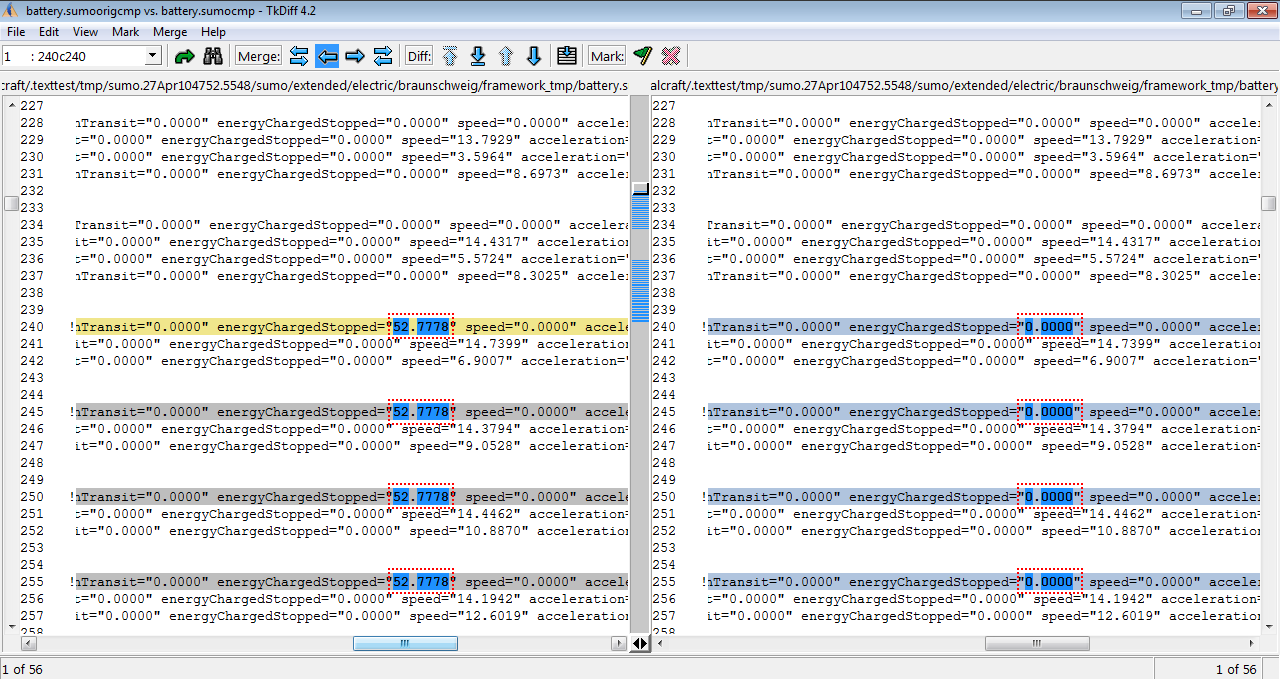 battery.sumoorigcmp vs. battery.sumocmp - TkDiff 4.2
File Edit View Mark Merge Help
1 : 240c240 Merge: Diff: Mark:
craft/.texttest/tmp/sumo.27Apr104752.5548/sumo/extended/electric/braunschweig/framework_tmp/battery.s alcraft/.texttest/tmp/sumo.27Apr104752.5548/sumo/extended/electric/braunschweig/framework_tmp/battery
227 227
228 nTransit="0.0000" energyChargedStopped="0.0000" speed="0.0000" acceler 228 nTransit="0.0000" energyChargedStopped="0.0000" speed="0.0000" acceler
229 t="0.0000" energyChargedStopped="0.0000" speed="13.7929" acceleration= 229 t="0.0000" energyChargedStopped="0.0000" speed="13.7929" acceleration=
230 t="0.0000" energyChargedStopped="0.0000" speed="3.5964" acceleration=" 230 t="0.0000" energyChargedStopped="0.0000" speed="3.5964" acceleration="
231 nTransit="0.0000" energyChargedStopped="0.0000" speed="8.6973" acceler 231 nTransit="0.0000" energyChargedStopped="0.0000" speed="8.6973" acceler
232 232
233 233
234 Transit="0.0000" energyChargedStopped="0.0000" speed="0.0000" accelera 234 Transit="0.0000" energyChargedStopped="0.0000" speed="0.0000" accelera
235 it="0.0000" energyChargedStopped="0.0000" speed="14.4317" acceleration 235 it="0.0000" energyChargedStopped="0.0000" speed="14.4317" acceleration
236 t="0.0000" energyChargedStopped="0.0000" speed="5.5724" acceleration=" 236 t="0.0000" energyChargedStopped="0.0000" speed="5.5724" acceleration="
237 nTransit="0.0000" energyChargedStopped="0.0000" speed="8.3025" acceler 237 nTransit="0.0000" energyChargedStopped="0.0000" speed="8.3025" acceler
238 238
239 239
240 !nTransit="0.0000" energyChargedStopped="52.7778" speed="0.0000" accele 240 !nTransit="0.0000" energyChargedStopped="0.0000" speed="0.0000" acceler
241 it="0.0000" energyChargedStopped="0.0000" speed="14.7399" acceleration 241 it="0.0000" energyChargedStopped="0.0000" speed="14.7399" acceleration
242 t="0.0000" energyChargedStopped="0.0000" speed="6.9007" acceleration=" 242 t="0.0000" energyChargedStopped="0.0000" speed="6.9007" acceleration="
243 243
244 244
245 !nTransit="0.0000" energyChargedStopped="52.7778" speed="0.0000" accele 245 !nTransit="0.0000" energyChargedStopped="0.0000" speed="0.0000" acceler
246 t="0.0000" energyChargedStopped="0.0000" speed="14.3794" acceleration= 246 t="0.0000" energyChargedStopped="0.0000" speed="14.3794" acceleration=
247 it="0.0000" energyChargedStopped="0.0000" speed="9.0528" acceleration= 247 it="0.0000" energyChargedStopped="0.0000" speed="9.0528" acceleration=
248 248
249 249
250 !nTransit="0.0000" energyChargedStopped="52.7778" speed="0.0000" accele 250 !nTransit="0.0000" energyChargedStopped="0.0000" speed="0.0000" acceler
251 t="0.0000" energyChargedStopped="0.0000" speed="14.4462" acceleration= 251 t="0.0000" energyChargedStopped="0.0000" speed="14.4462" acceleration=
252 it="0.0000" energyChargedStopped="0.0000" speed="10.8870" acceleration 252 it="0.0000" energyChargedStopped="0.0000" speed="10.8870" acceleration
253 253
254 254
255 !nTransit="0.0000" energyChargedStopped="52.7778" speed="0.0000" accele 255 !nTransit="0.0000" energyChargedStopped="0.0000" speed="0.0000" acceler
256 t="0.0000" energyChargedStopped="0.0000" speed="14.1942" acceleration= 256 t="0.0000" energyChargedStopped="0.0000" speed="14.1942" acceleration=
257 it="0.0000" energyChargedStopped="0.0000" speed="12.6019" acceleration 257 it="0.0000" energyChargedStopped="0.0000" speed="12.6019" acceleration
258 258
1 of 56 1 of 56